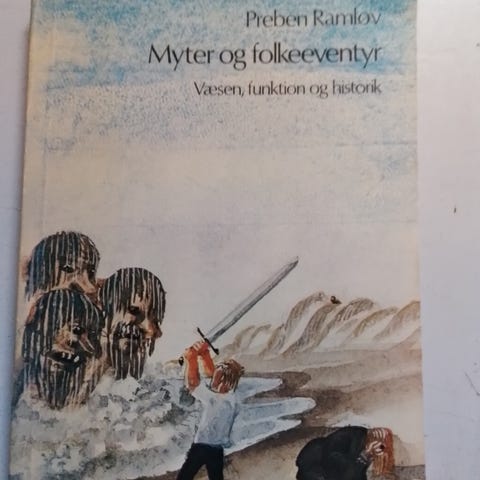 Preben Ramløv
Myter og folkeeventyr
Væsen, funktion og historik